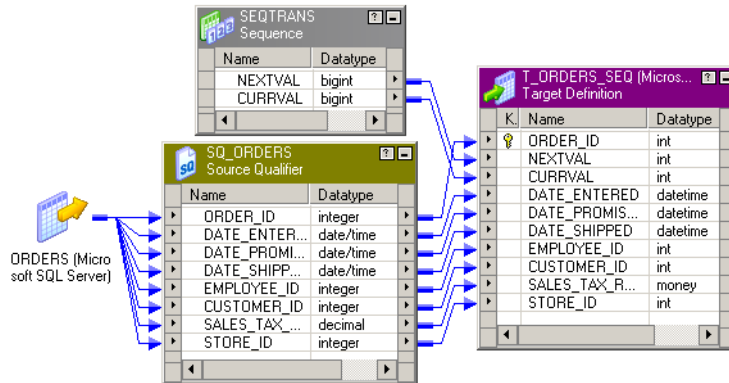 SEQTRANS
Sequence
Name Datatype
NEXTVAL bigint
CURRVAL bigint
T_ORDERS_SEQ (Micros...
Target Definition
K. Name Datatype
ORDER_ID int
NEXTVAL int
CURRVAL int
DATE_ENTERED datetime
DATE_PROMIS... datetime
DATE_SHIPPED datetime
EMPLOYEE_ID int
CUSTOMER_ID int
SALES_TAX_R... money
STORE_ID int
SQ_ORDERS
Source Qualifier
Name Datatype
ORDER_ID integer
DATE_ENTER... date/time
DATE_PROMI... date/time
DATE_SHIPP... date/time
EMPLOYEE_ID integer
CUSTOMER_ID integer
SALES_TAX_... decimal
STORE_ID integer
ORDERS (Micro
soft SQL Server)